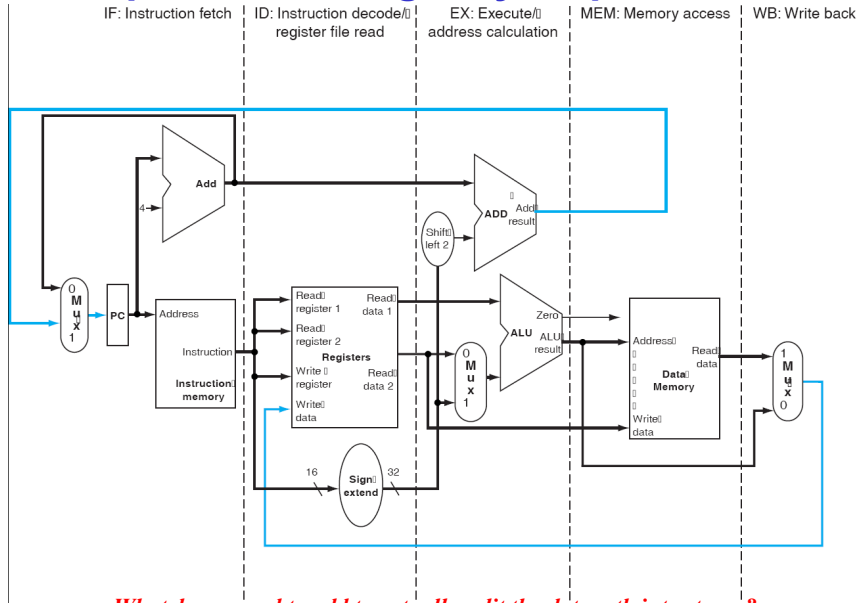 IF: Instruction fetch
ID: Instruction decode/
register file read
EX: Execute/
address calculation
MEM: Memory access
WB: Write back
Add
4
ADD
Add
result
Shift
left 2
0
M
u
x
1
PC
Address
Instruction
Instruction
memory
Read
register 1
Read
register 2
Registers
Write
register
Write
data
Read
data 1
Read
data 2
0
M
u
x
1
Zero
ALU
ALU
result
Address
Data
Memory
Read
data
Write
data
1
M
u
x
0
16
Sign
extend
32